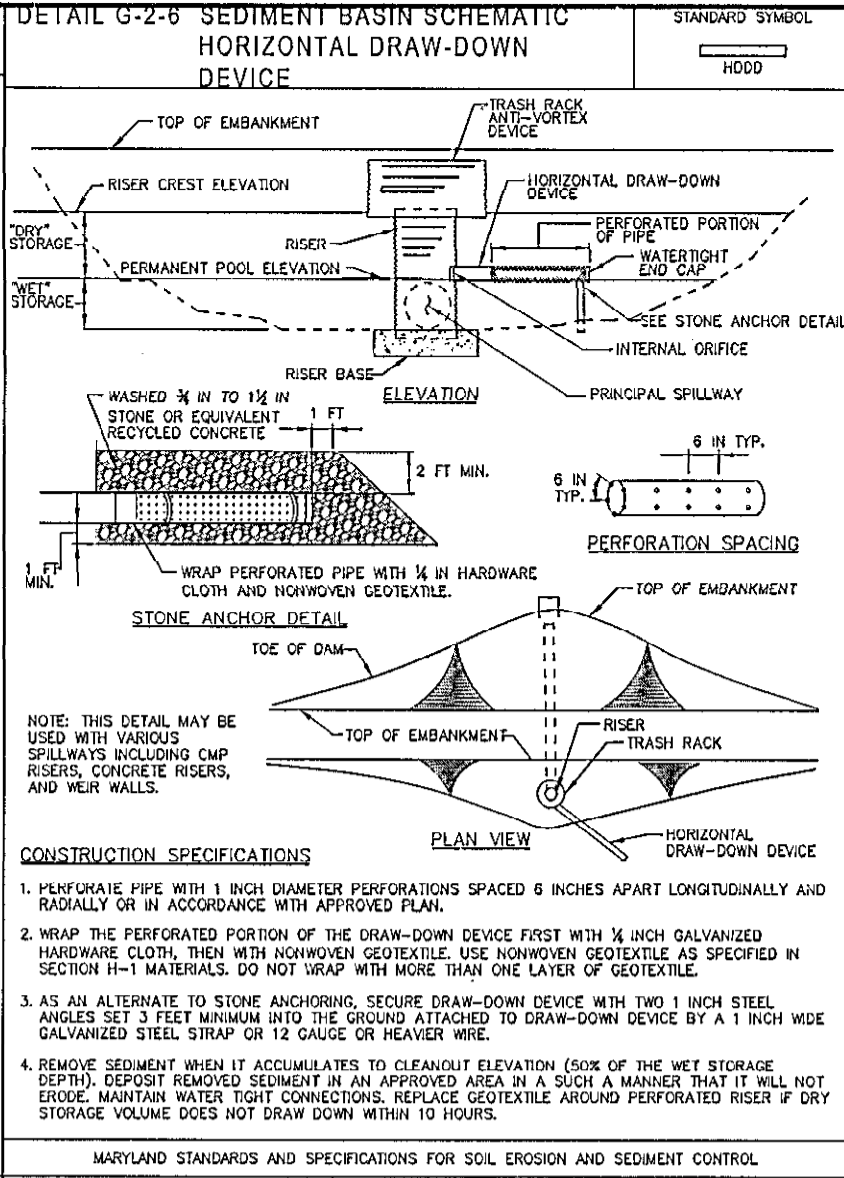 DETAIL G-2-6 SEDIMENT BASIN SCHEMATIC
HORIZONTAL DRAW-DOWN
DEVICE
STANDARD SYMBOL
HDDD
TOP OF EMBANKMENT
TRASH RACK
ANTI-VORTEX
DEVICE
RISER CREST ELEVATION
HORIZONTAL DRAW-DOWN
DEVICE
"DRY"
STORAGE
RISER
PERFORATED PORTION
OF PIPE
WATERTIGHT
END CAP
PERMANENT POOL ELEVATION
"WET"
STORAGE
SEE STONE ANCHOR DETAIL
INTERNAL ORIFICE
RISER BASE
ELEVATION
PRINCIPAL SPILLWAY
WASHED ¾ IN TO 1½ IN
STONE OR EQUIVALENT
RECYCLED CONCRETE
1 FT
2 FT MIN.
6 IN TYP.
6 IN
TYP.
PERFORATION SPACING
1 FT
MIN.
WRAP PERFORATED PIPE WITH ¼ IN HARDWARE
CLOTH AND NONWOVEN GEOTEXTILE.
STONE ANCHOR DETAIL
TOP OF EMBANKMENT
TOE OF DAM
NOTE: THIS DETAIL MAY BE
USED WITH VARIOUS
SPILLWAYS INCLUDING CMP
RISERS, CONCRETE RISERS,
AND WEIR WALLS.
TOP OF EMBANKMENT
RISER
TRASH RACK
PLAN VIEW
HORIZONTAL
DRAW-DOWN DEVICE
CONSTRUCTION SPECIFICATIONS
1. PERFORATE PIPE WITH 1 INCH DIAMETER PERFORATIONS SPACED 6 INCHES APART LONGITUDINALLY AND
RADIALLY OR IN ACCORDANCE WITH APPROVED PLAN.
2. WRAP THE PERFORATED PORTION OF THE DRAW-DOWN DEVICE FIRST WITH ¼ INCH GALVANIZED
HARDWARE CLOTH, THEN WITH NONWOVEN GEOTEXTILE. USE NONWOVEN GEOTEXTILE AS SPECIFIED IN
SECTION H-1 MATERIALS. DO NOT WRAP WITH MORE THAN ONE LAYER OF GEOTEXTILE.
3. AS AN ALTERNATE TO STONE ANCHORING, SECURE DRAW-DOWN DEVICE WITH TWO 1 INCH STEEL
ANGLES SET 3 FEET MINIMUM INTO THE GROUND ATTACHED TO DRAW-DOWN DEVICE BY A 1 INCH WIDE
GALVANIZED STEEL STRAP OR 12 GAUGE OR HEAVIER WIRE.
4. REMOVE SEDIMENT WHEN IT ACCUMULATES TO CLEANOUT ELEVATION (50% OF THE WET STORAGE
DEPTH). DEPOSIT REMOVED SEDIMENT IN AN APPROVED AREA IN A SUCH A MANNER THAT IT WILL NOT
ERODE. MAINTAIN WATER TIGHT CONNECTIONS. REPLACE GEOTEXTILE AROUND PERFORATED RISER IF DRY
STORAGE VOLUME DOES NOT DRAW DOWN WITHIN 10 HOURS.
MARYLAND STANDARDS AND SPECIFICATIONS FOR SOIL EROSION AND SEDIMENT CONTROL